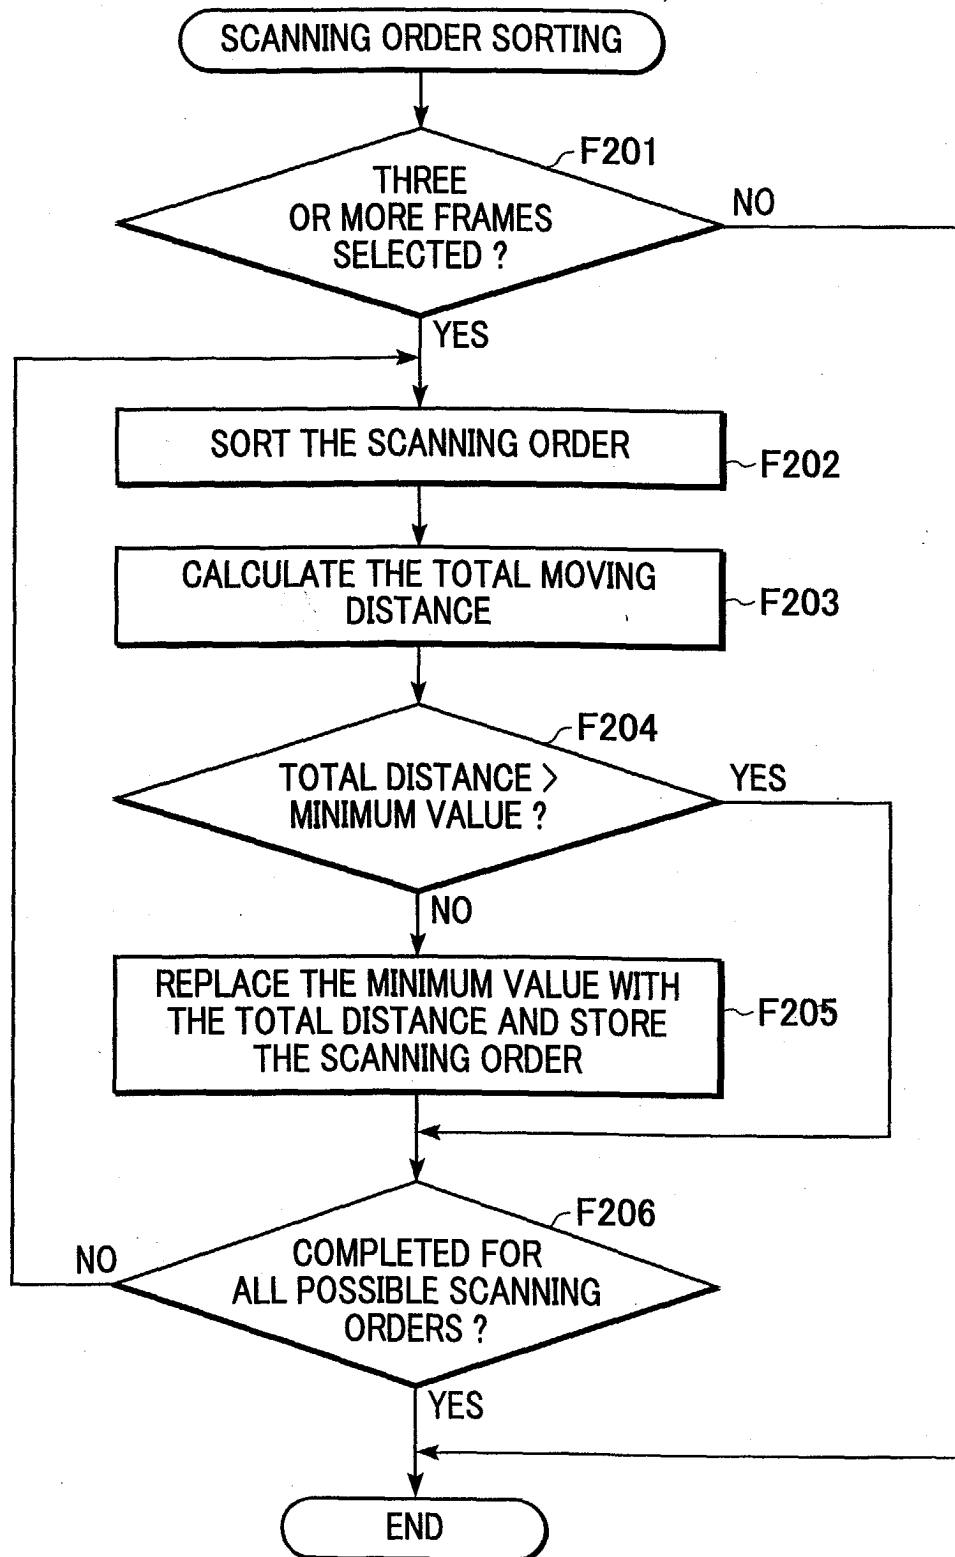 SCANNING ORDER SORTING
F201
THREE
OR MORE FRAMES
SELECTED ?
NO
YES
SORT THE SCANNING ORDER
F202
CALCULATE THE TOTAL MOVING
DISTANCE
F203
F204
TOTAL DISTANCE >
MINIMUM VALUE ?
YES
NO
REPLACE THE MINIMUM VALUE WITH
THE TOTAL DISTANCE AND STORE
THE SCANNING ORDER
F205
F206
COMPLETED FOR
ALL POSSIBLE SCANNING
ORDERS ?
NO
YES
END